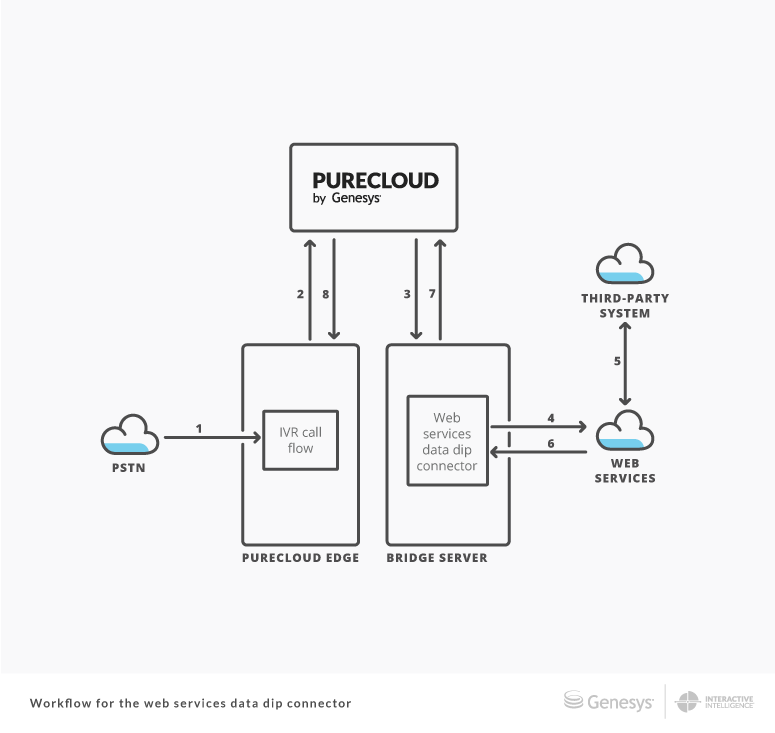 PURECLOUD
by Genesys
2
8
3
7
THIRD-PARTY
SYSTEM
5
1
IVR call
flow
Web
services
data dip
connector
4
6
PSTN
WEB
SERVICES
PURECLOUD EDGE
BRIDGE SERVER
Workflow for the web services data dip connector
Genesys
INTERACTIVE
INTELLIGENCE